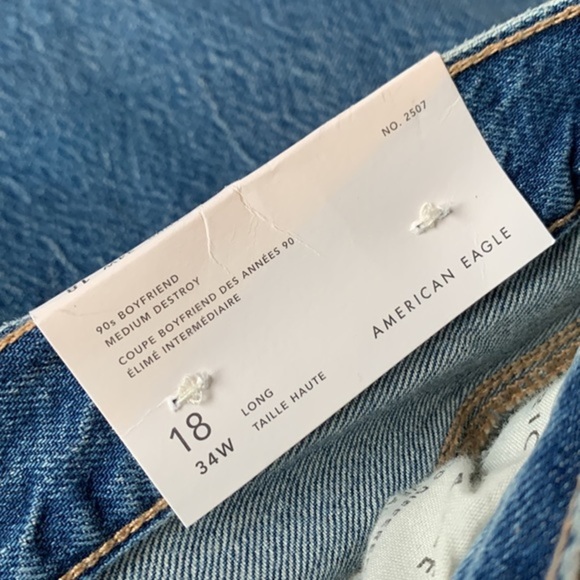 NO. 2507
90s BOYFRIEND
MEDIUM DESTROY
COUPE BOYFRIEND DES ANNÉES 90
ÉLIMÉ INTERMÉDIAIRE
AMERICAN EAGLE
18
34W
LONG
TAILLE HAUTE